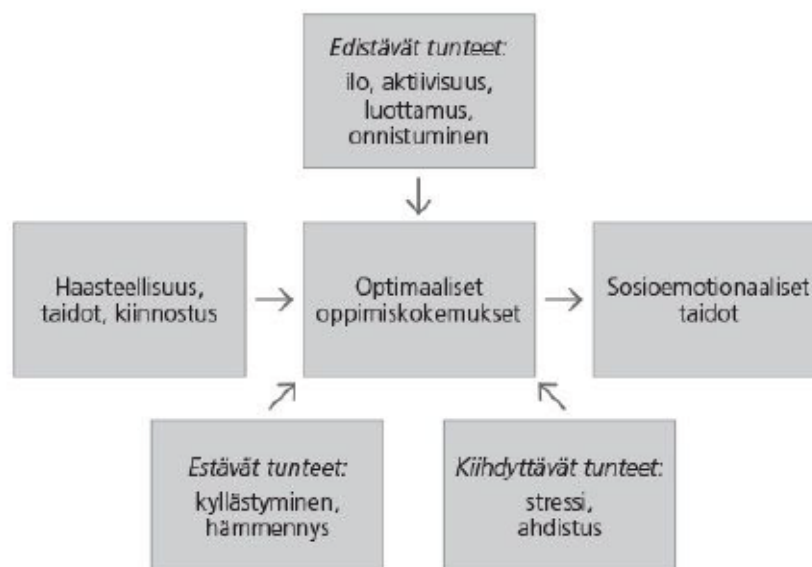 Edistävät tunteet:
ilo, aktiivisuus,
luottamus,
onnistuminen
Haasteellisuus,
taidot, kiinnostus
Optimaaliset
oppimiskokemukset
Sosioemotionaaliset
taidot
Estävät tunteet:
kyllästyminen,
hämmennys
Kiihdyttävät tunteet:
stressi,
ahdistus